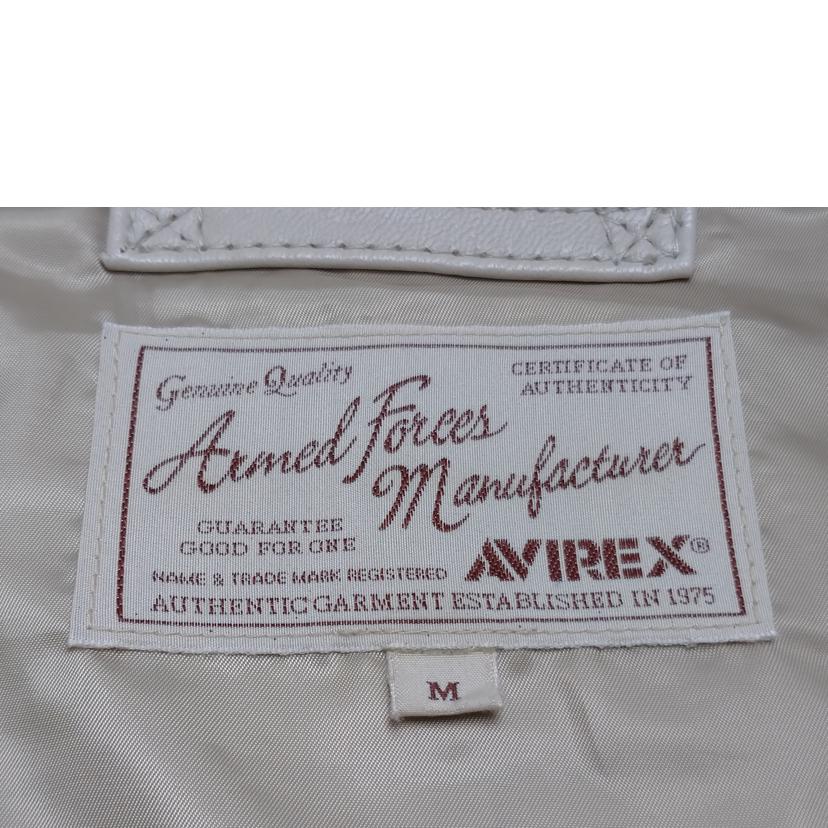 Genuine Quality
CERTIFICATE OF
AUTHENTICITY
Armed Forces
Manufacturer
GUARANTEE
GOOD FOR ONE
AVIREX®
NAME & TRADE MARK REGISTERED
AUTHENTIC GARMENT ESTABLISHED IN 1975
M